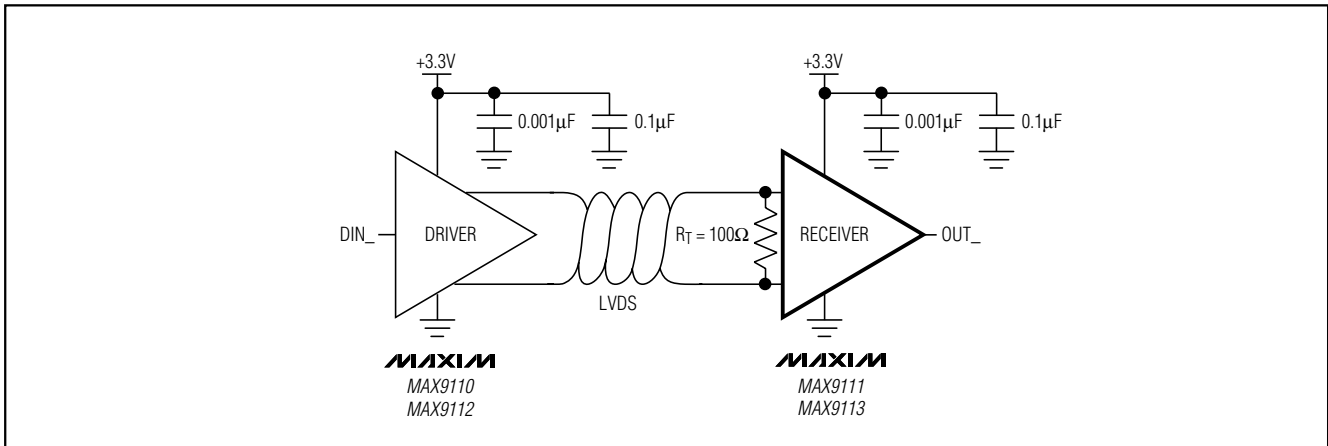 +3.3V
0.001µF
0.1µF
+3.3V
0.001µF
0.1µF
DIN_
DRIVER
LVDS
RT = 100Ω
RECEIVER
OUT_
MAXIM
MAX9110
MAX9112
MAXIM
MAX9111
MAX9113